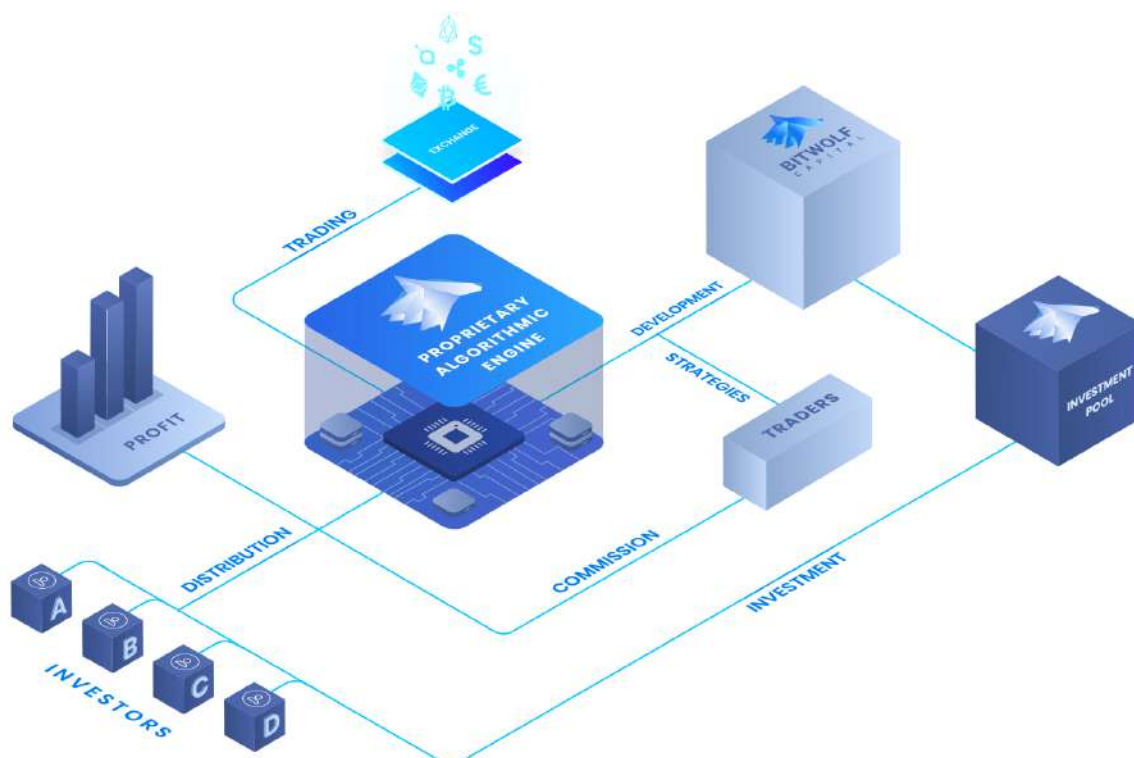 EXCHANGE
BITWOLF
CAPITAL
TRADING
PROPRIETARY
ALGORITHMIC
ENGINE
DEVELOPMENT
STRATEGIES
INVESTMENT
POOL
TRADERS
PROFIT
DISTRIBUTION
COMMISSION
INVESTMENT
A
B
C
D
INVESTORS